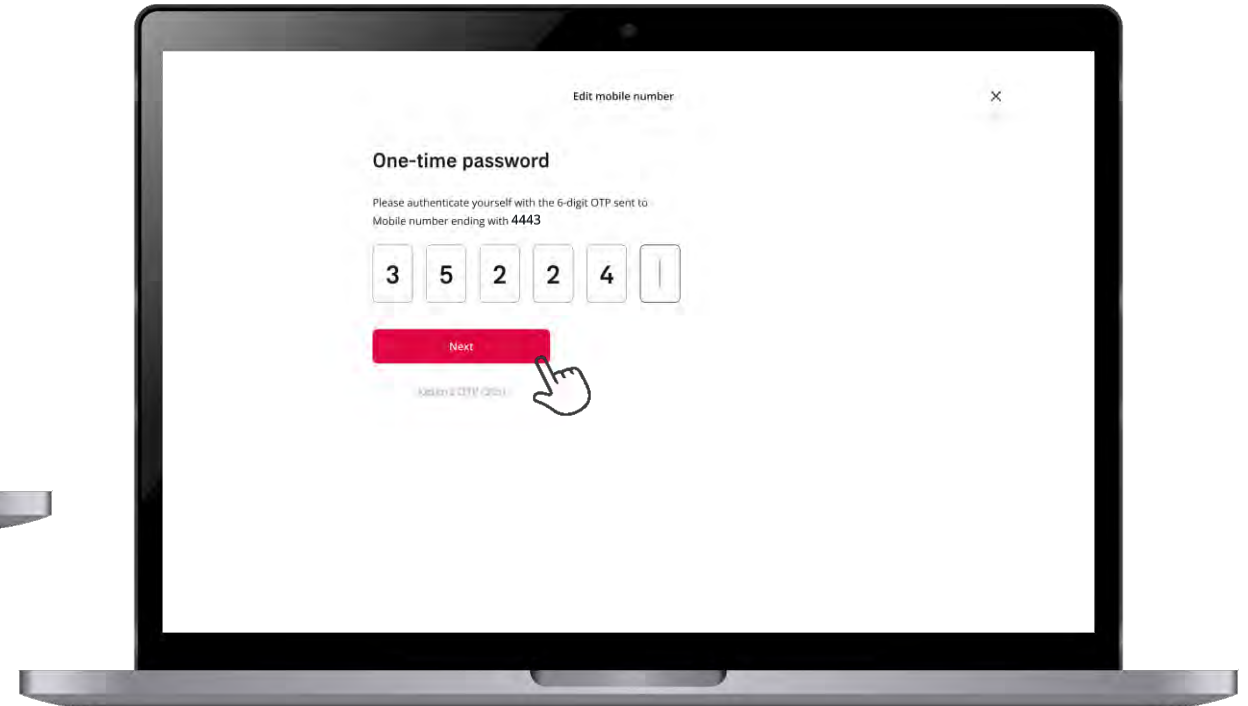 Edit mobile number
One-time password
Please authenticate yourself with the 6-digit OTP sent to
Mobile number ending with 4443
3 5 2 2 4
Next
OTP